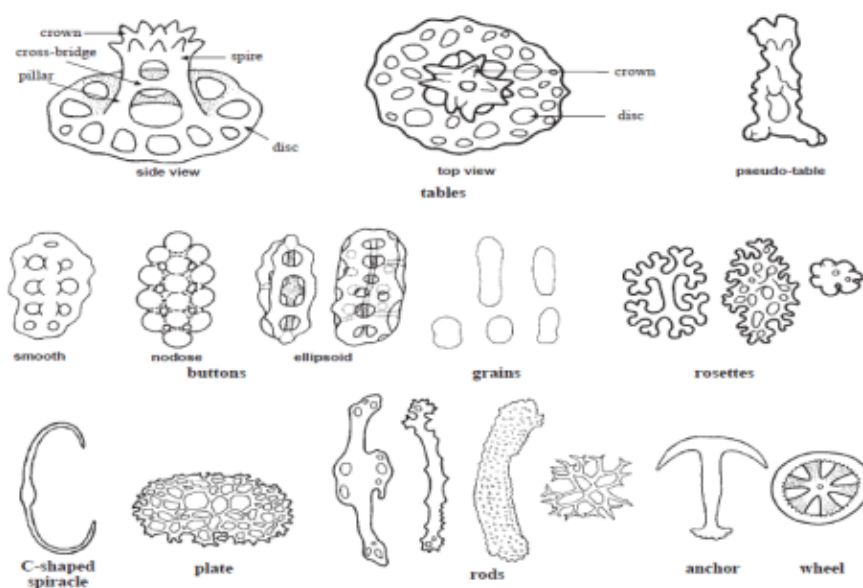 crown
cross-bridge
spire
pillar
disc
side view
crown
disc
top view
pseudo-table
tables
smooth
nodose
ellipsoid
buttons
grains
rosettes
C-shaped
spiracle
plate
rods
anchor
wheel